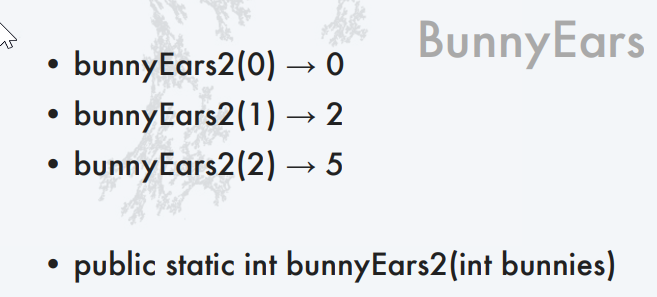 BunnyEars
• bunnyEars2(0) → 0
• bunnyEars2(1) → 2
• bunnyEars2(2) → 5
• public static int bunnyEars2(int bunnies)